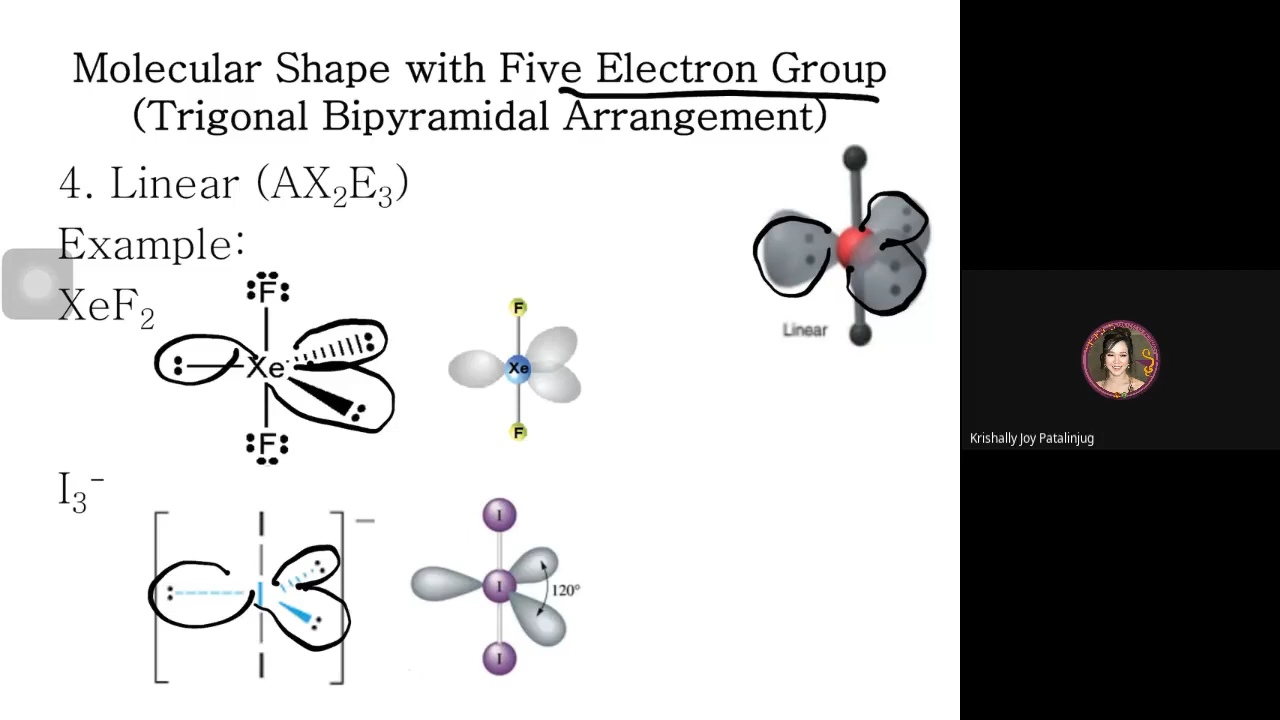 Molecular Shape with Five Electron Group
(Trigonal Bipyramidal Arrangement)
4. Linear (AX₂E₃)
Example:
XeF₂
F
Xe
F
F
Xe
F
Linear
I₃⁻
I
I
I
−
I
I
I
120°
Krishally Joy Patalinjug